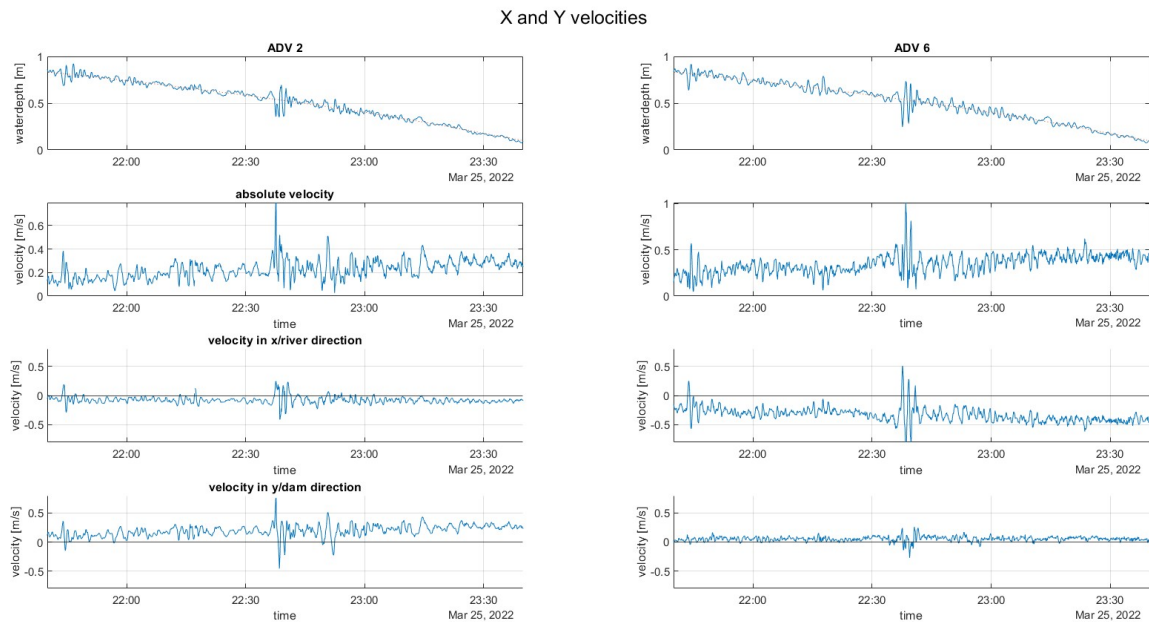 X and Y velocities
ADV 2
waterdepth [m]
1
0.5
0
22:00 22:30 23:00 23:30
Mar 25, 2022
absolute velocity
velocity [m/s]
0.6
0.4
0.2
0
22:00 22:30 23:00 23:30
time
Mar 25, 2022
velocity in x/river direction
velocity [m/s]
0.5
0
-0.5
22:00 22:30 23:00 23:30
time
Mar 25, 2022
velocity in y/dam direction
velocity [m/s]
0.5
0
-0.5
22:00 22:30 23:00 23:30
time
Mar 25, 2022
ADV 6
waterdepth [m]
1
0.5
0
22:00 22:30 23:00 23:30
Mar 25, 2022
velocity [m/s]
1
0.5
0
22:00 22:30 23:00 23:30
time
Mar 25, 2022
velocity [m/s]
0.5
0
-0.5
22:00 22:30 23:00 23:30
time
Mar 25, 2022
velocity [m/s]
0.5
0
-0.5
22:00 22:30 23:00 23:30
time
Mar 25, 2022